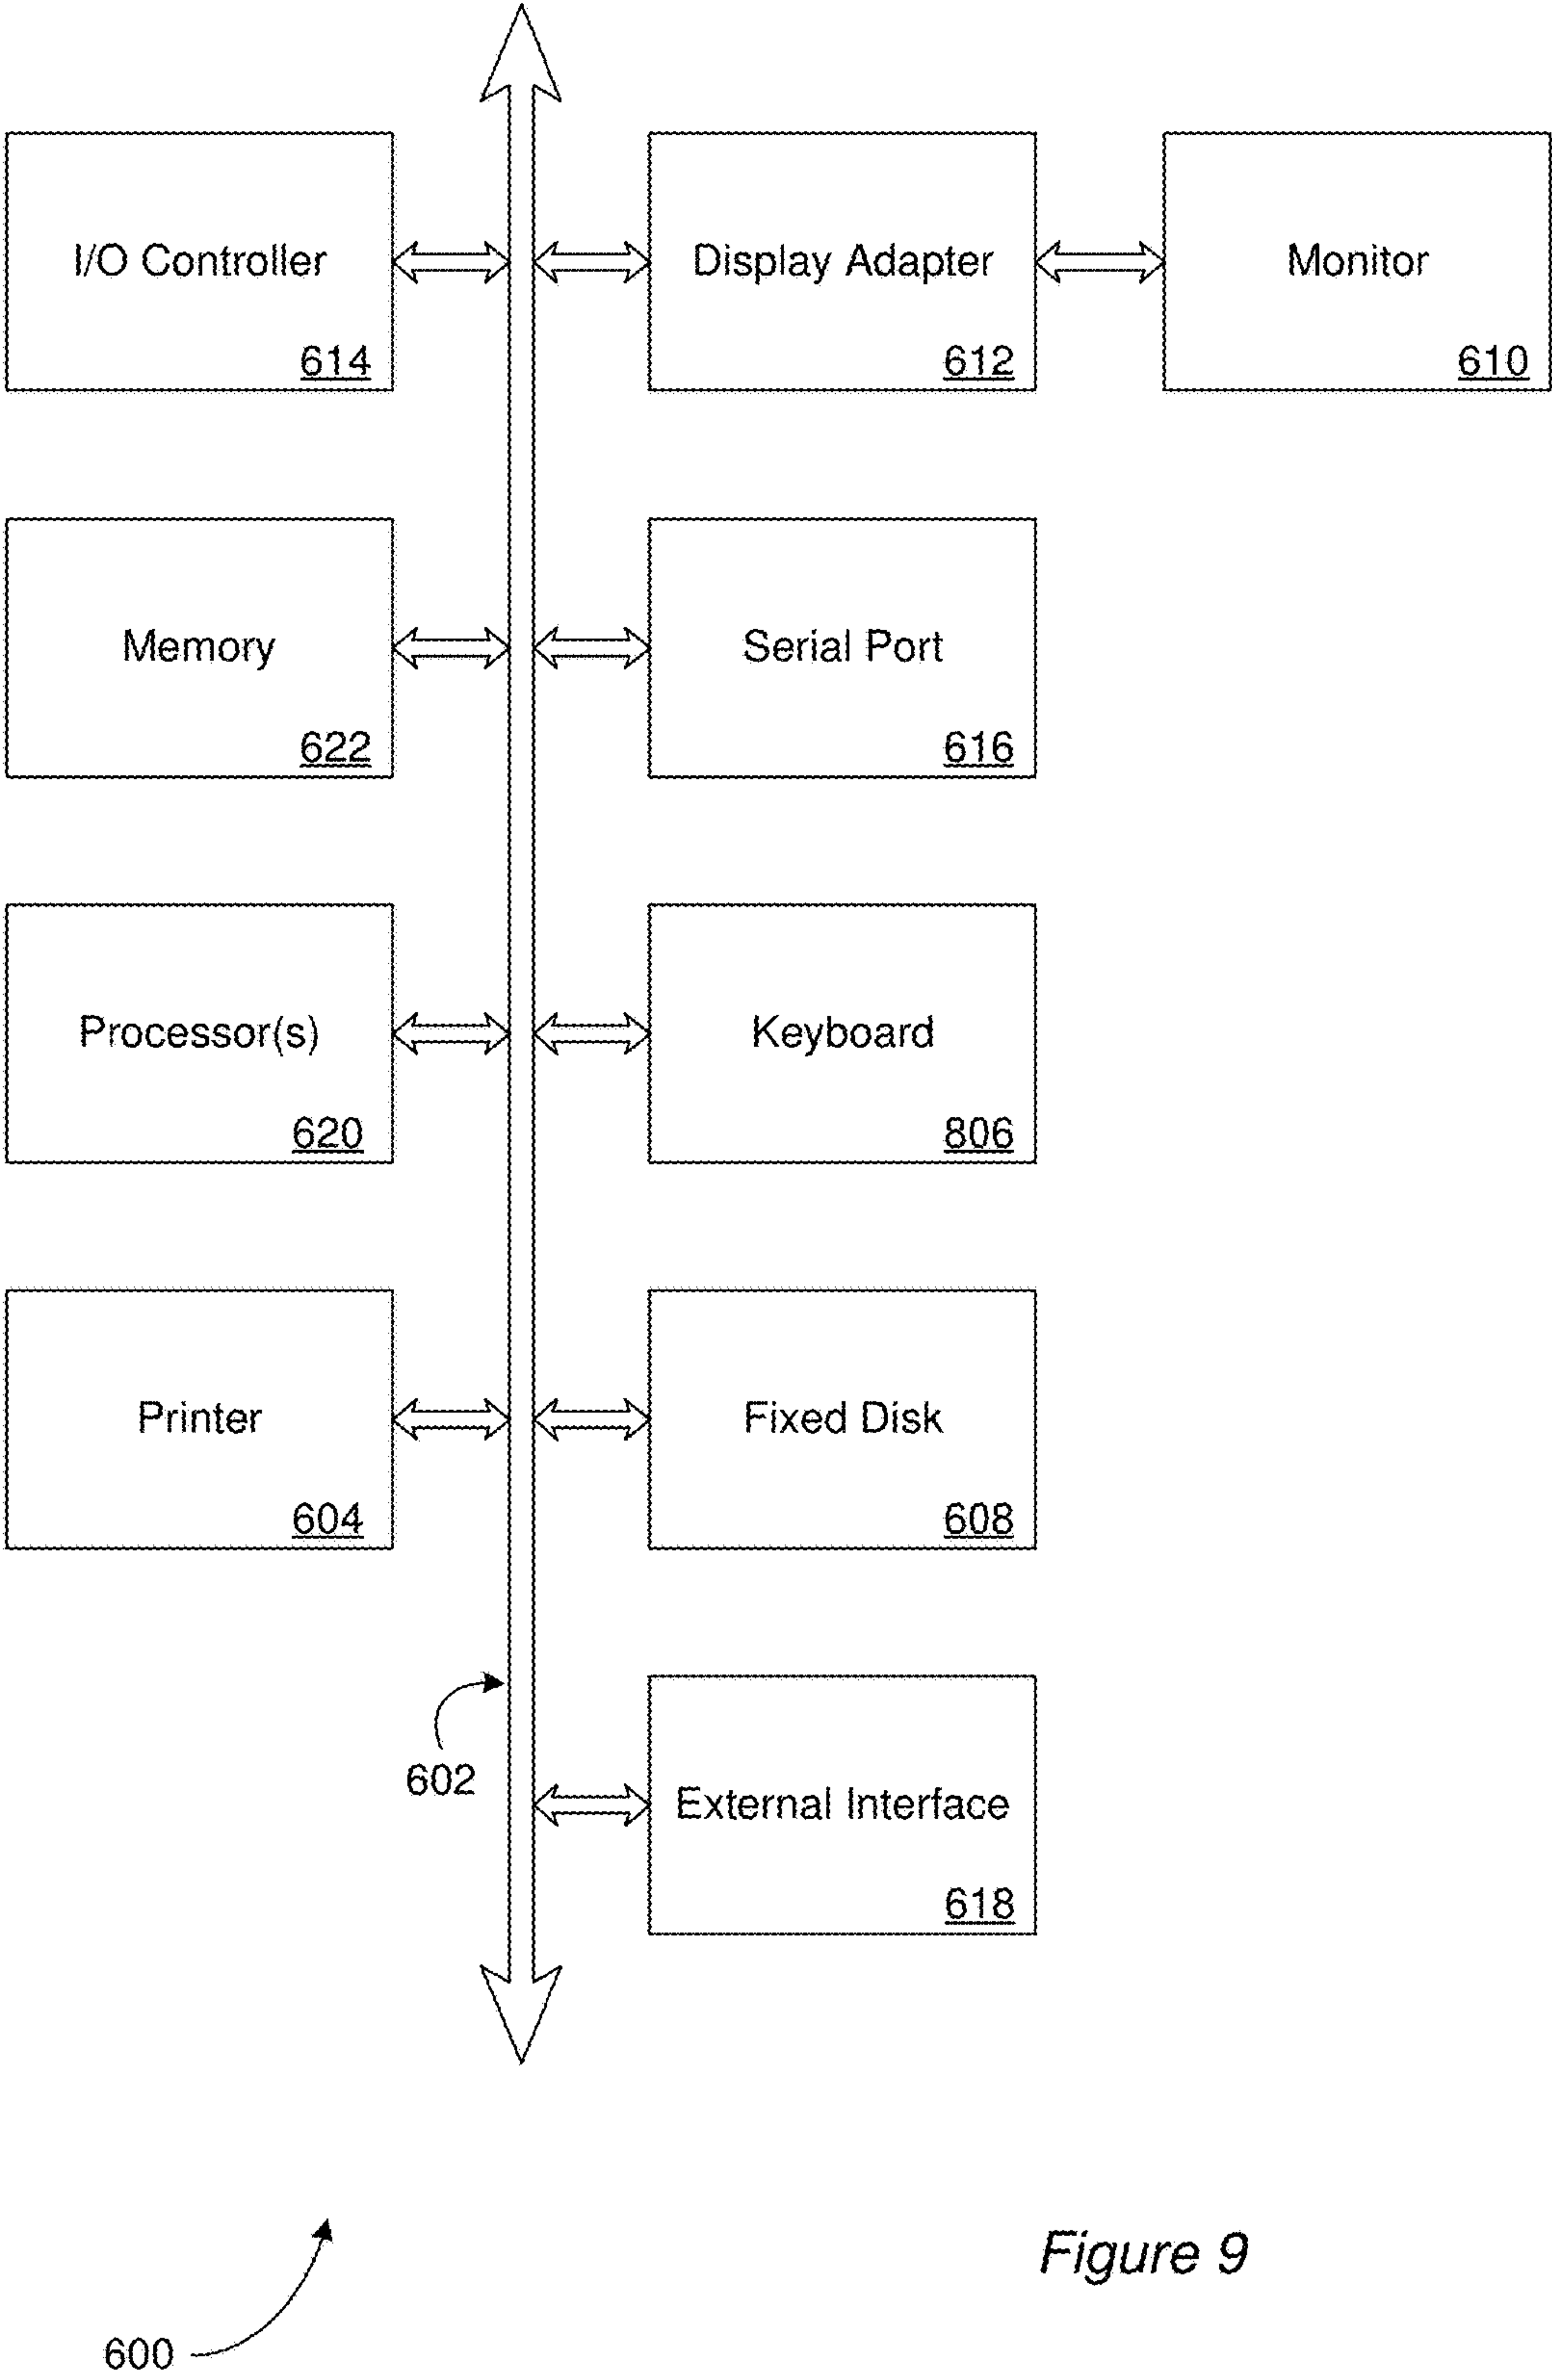 I/O Controller
614
Display Adapter
612
Monitor
610
Memory
622
Serial Port
616
Processor(s)
620
Keyboard
806
Printer
604
Fixed Disk
608
602
External Interface
618
Figure 9
600